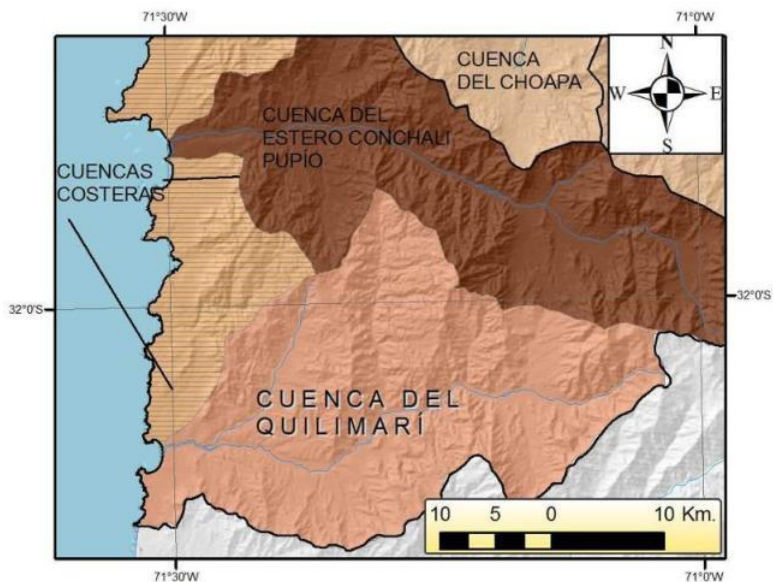 71°30'W
71°0'W
N
W
E
S
CUENCA
DEL CHOAPA
CUENCA DEL
ESTERO CONCHALI
PUPÍO
CUENCAS
COSTERAS
32°0'S
32°0'S
CUENCA DEL
QUILIMARÍ
10 5 0 10 Km.
71°30'W
71°0'W